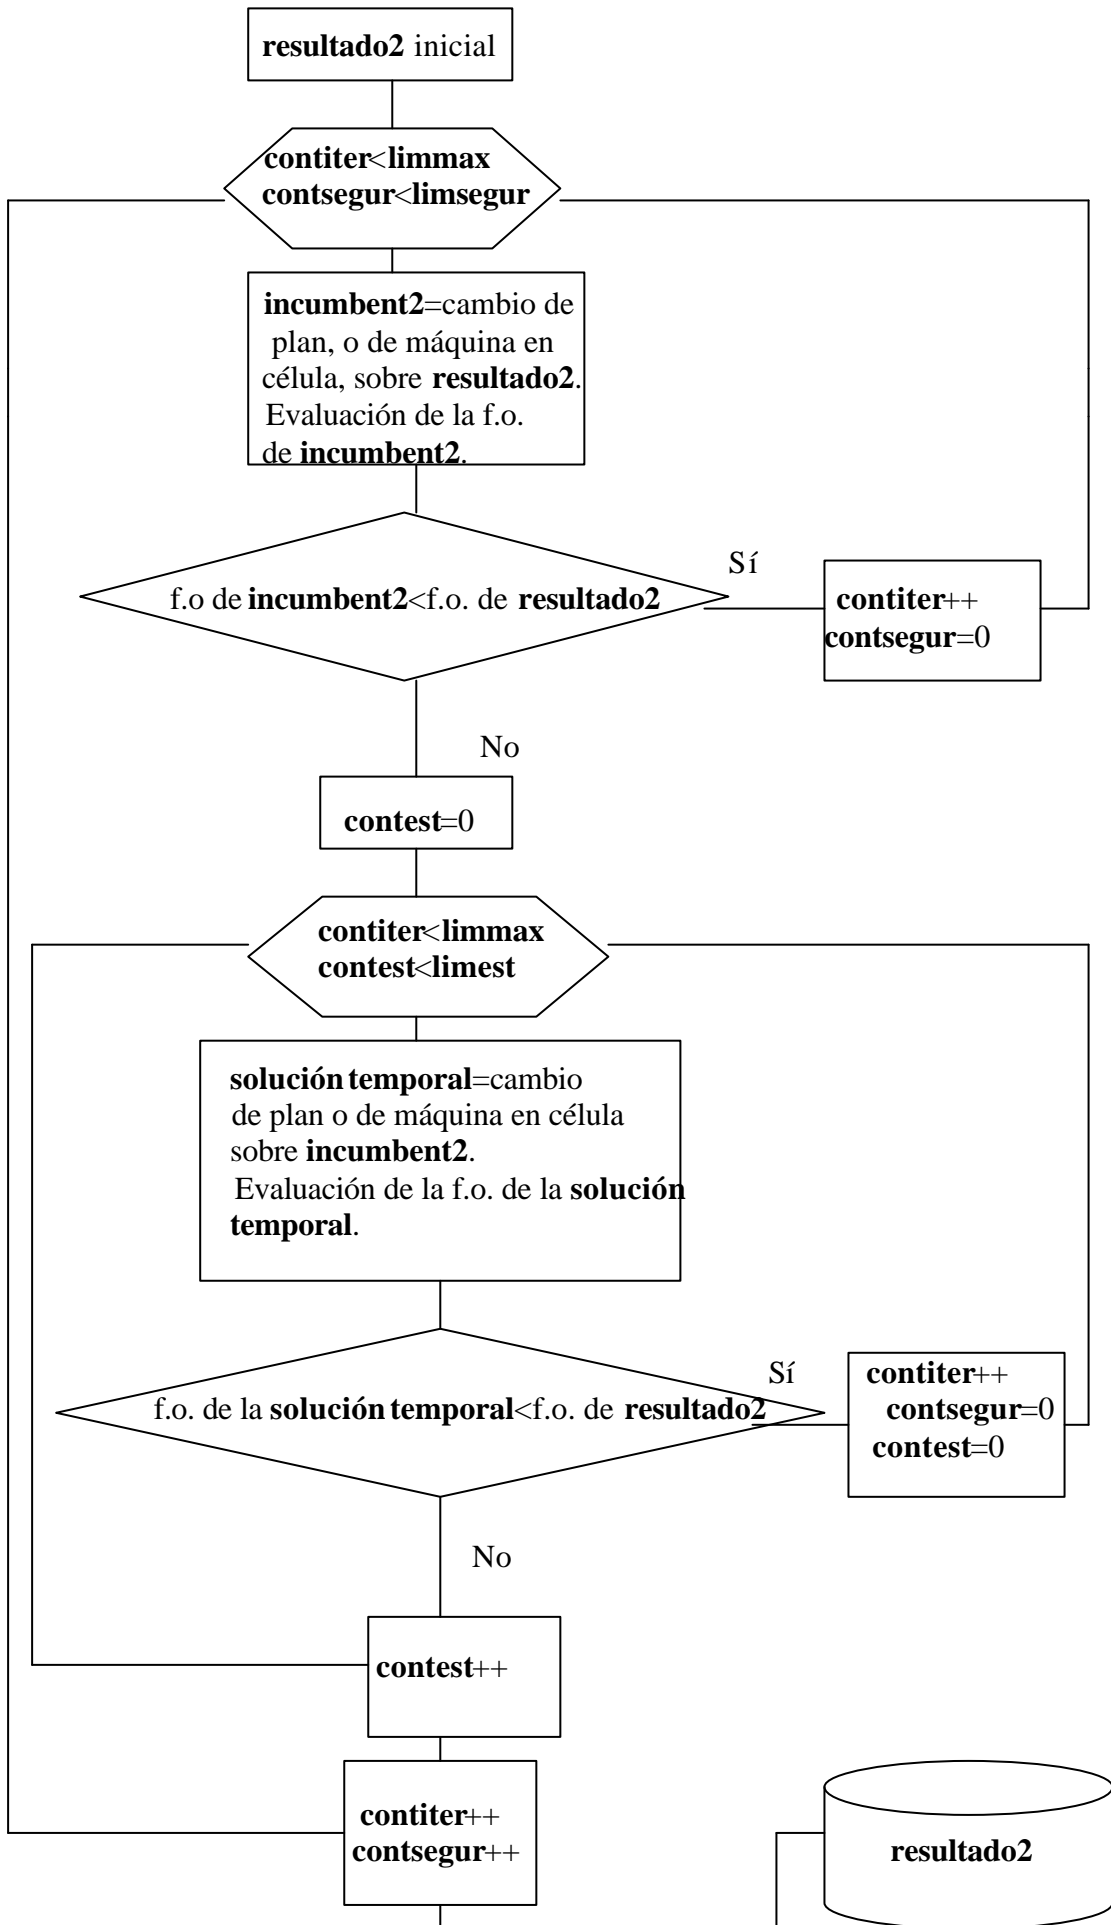 resultado2 inicial
contiter<limmax
contsegur<limsegur
incumbent2=cambio de
plan, o de máquina en
célula, sobre resultado2.
Evaluación de la f.o.
de incumbent2.
f.o de incumbent2<f.o. de resultado2
Sí
contiter++
contsegur=0
No
contest=0
contiter<limmax
contest<limest
solución temporal=cambio
de plan o de máquina en célula
sobre incumbent2.
Evaluación de la f.o. de la solución
temporal.
f.o. de la solución temporal<f.o. de resultado2
Sí
contiter++
contsegur=0
contest=0
No
contest++
contiter++
contsegur++
resultado2